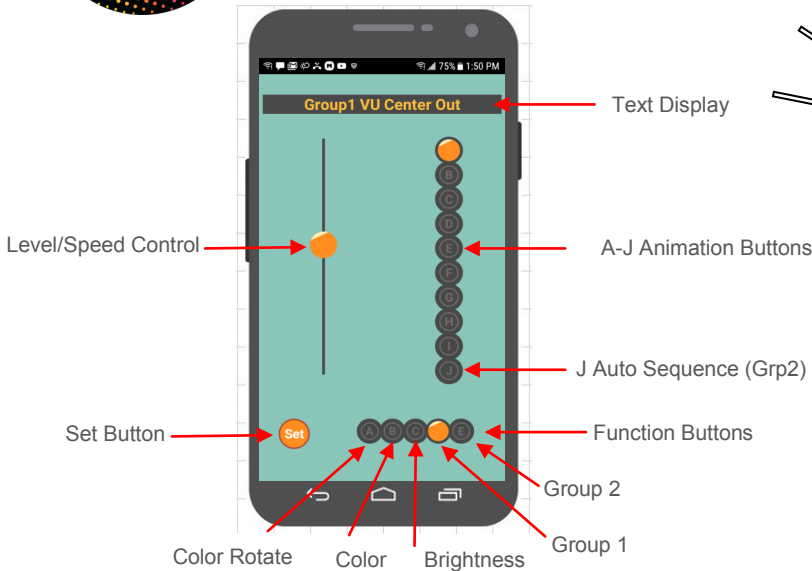 75% 1:50 PM
Group1 VU Center Out
Text Display
B
C
D
Level/Speed Control
E
A-J Animation Buttons
F
G
H
I
J
J Auto Sequence (Grp2)
Set Button
Set
A B C E
Function Buttons
Group 2
Group 1
Color Rotate
Color
Brightness